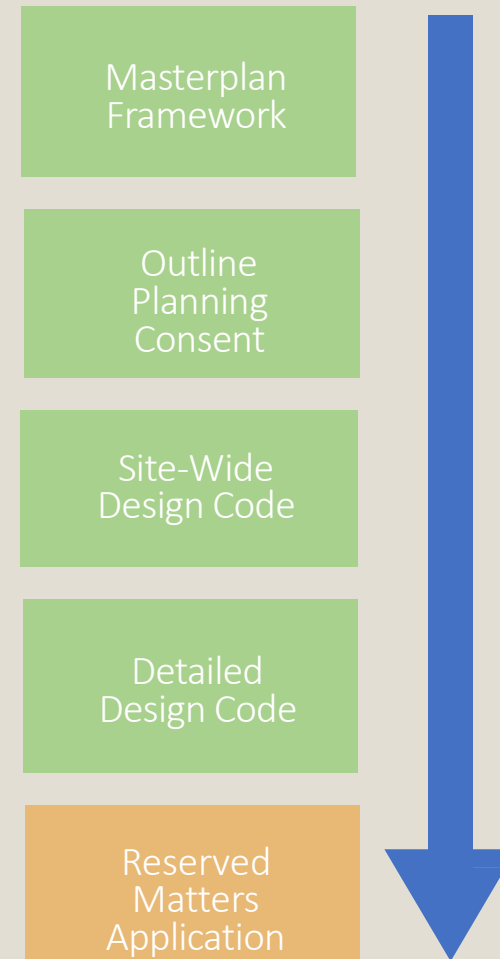 Masterplan
Framework
Outline
Planning
Consent
Site-Wide
Design Code
Detailed
Design Code
Reserved
Matters
Application